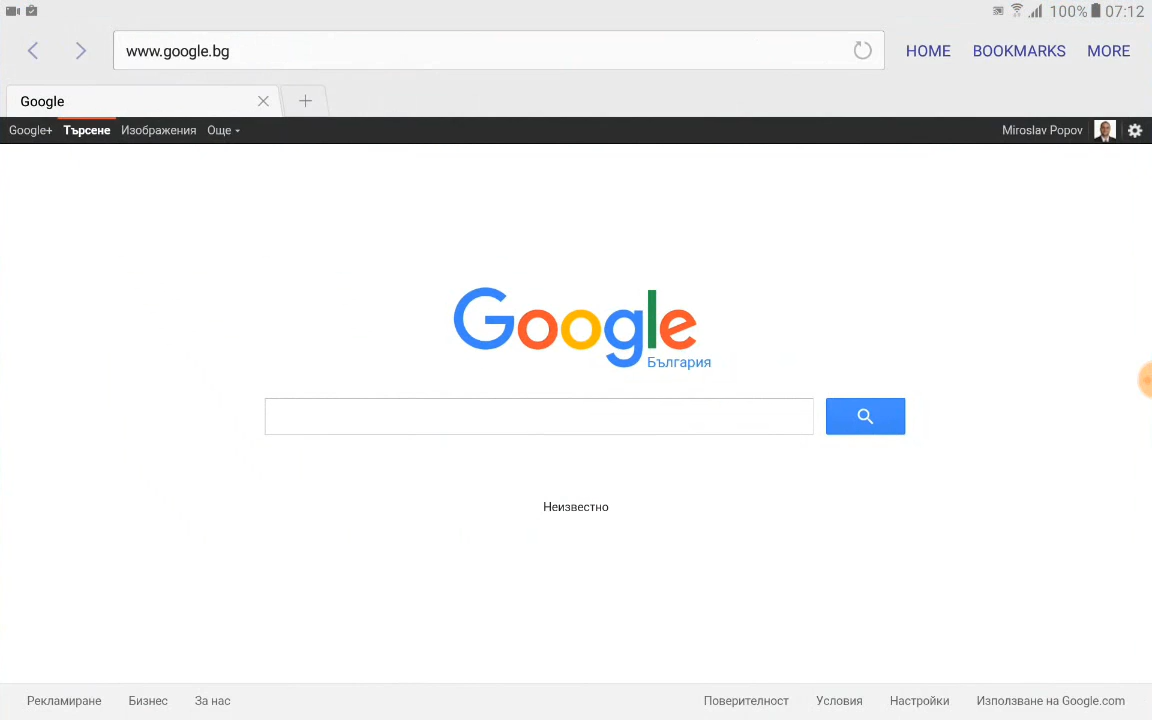 100% 07:12
www.google.bg HOME BOOKMARKS MORE
Google
Google+ Търсене Изображения Още Miroslav Popov
Google
България
Неизвестно
Рекламиране Бизнес За нас Поверителност Условия Настройки Използване на Google.com